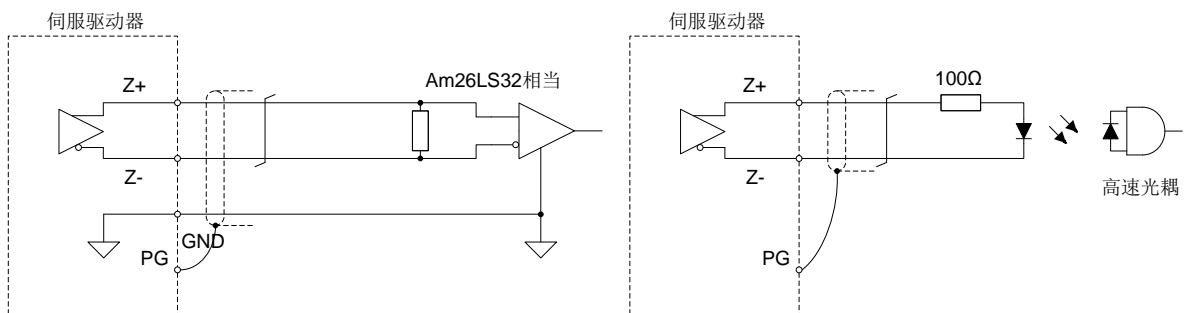 伺服驱动器
Z+
Am26LS32相当
Z-
GND
PG
伺服驱动器
Z+
100Ω
Z-
高速光耦
PG